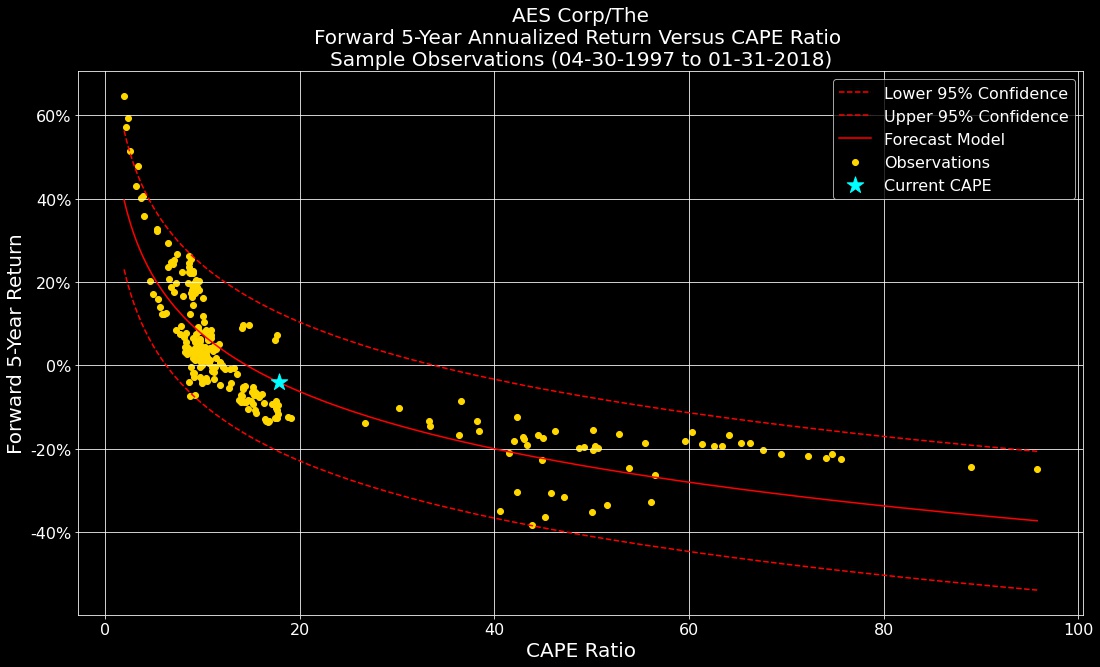 AES Corp/The
Forward 5-Year Annualized Return Versus CAPE Ratio
Sample Observations (04-30-1997 to 01-31-2018)
Lower 95% Confidence
Upper 95% Confidence
Forecast Model
Observations
Current CAPE
Forward 5-Year Return
60%
40%
20%
0%
-20%
-40%
0 20 40 60 80 100
CAPE Ratio